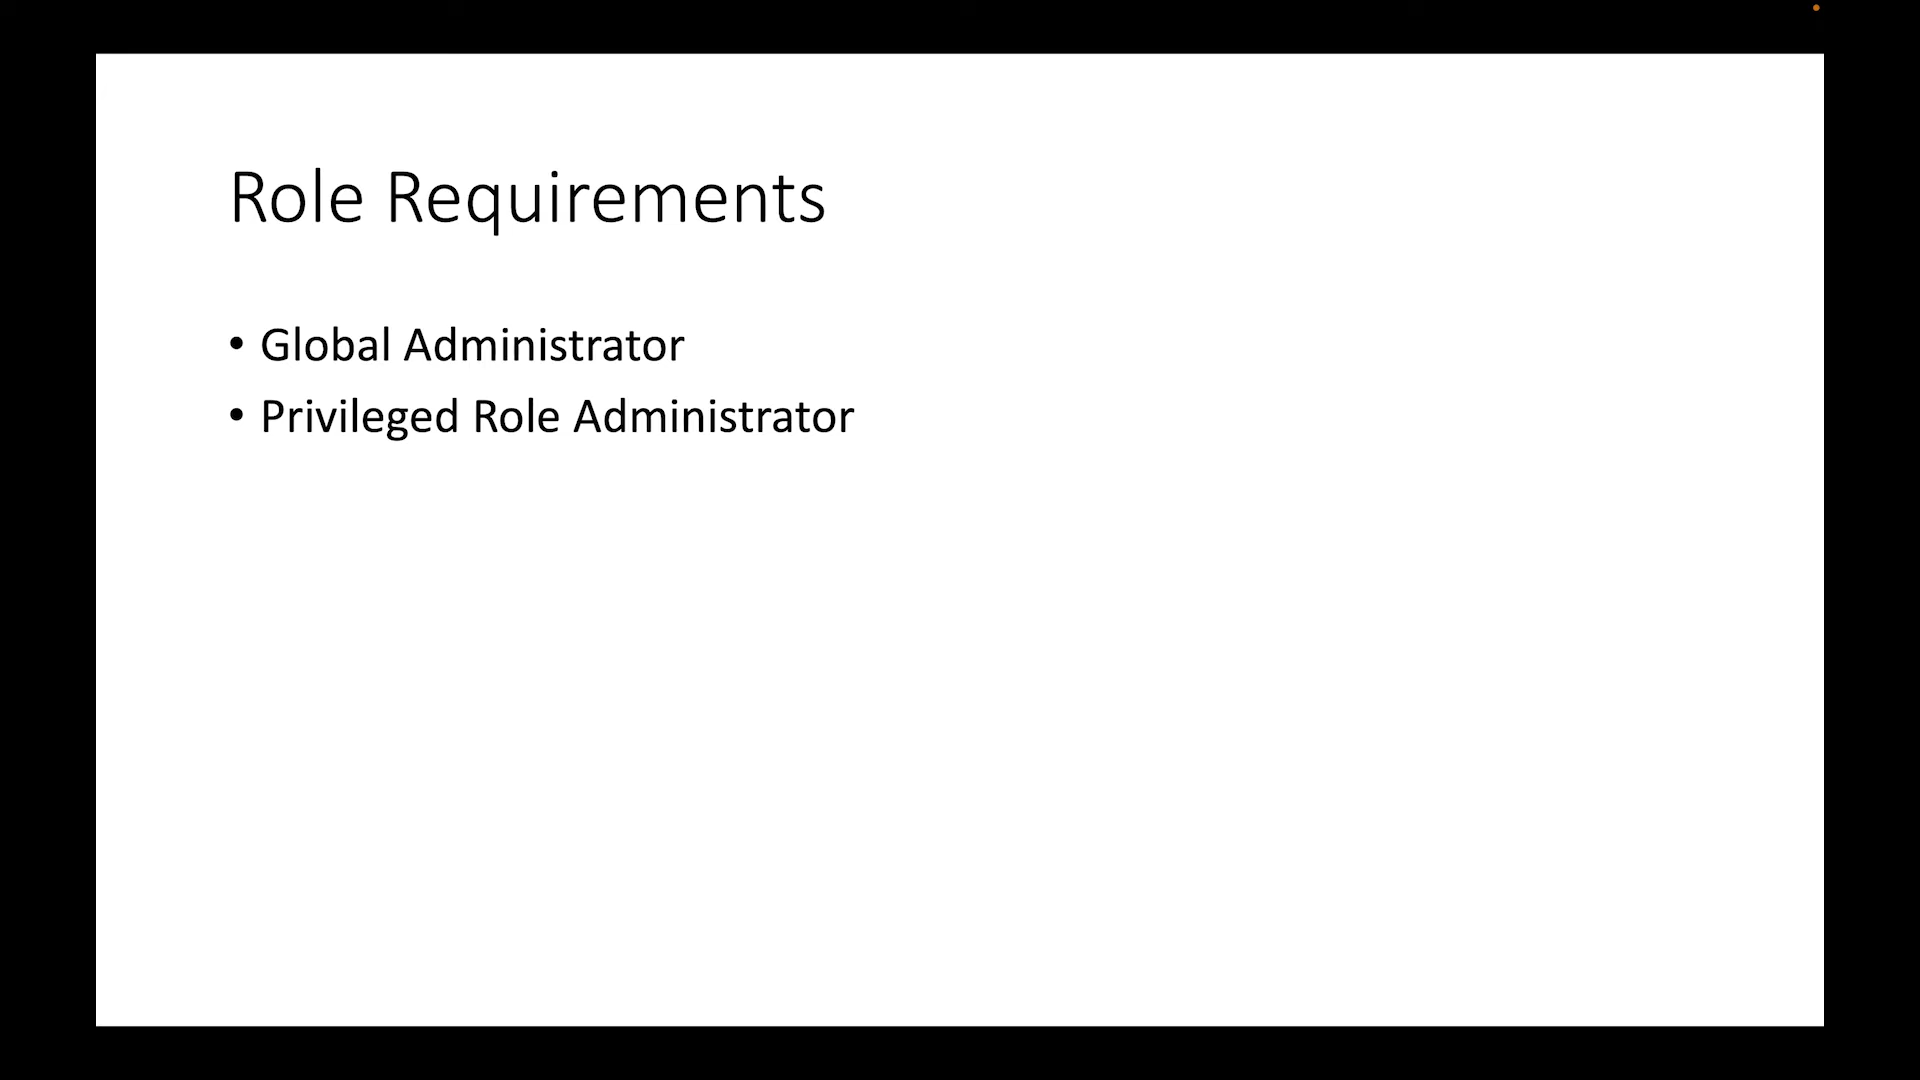 Role Requirements
• Global Administrator
• Privileged Role Administrator